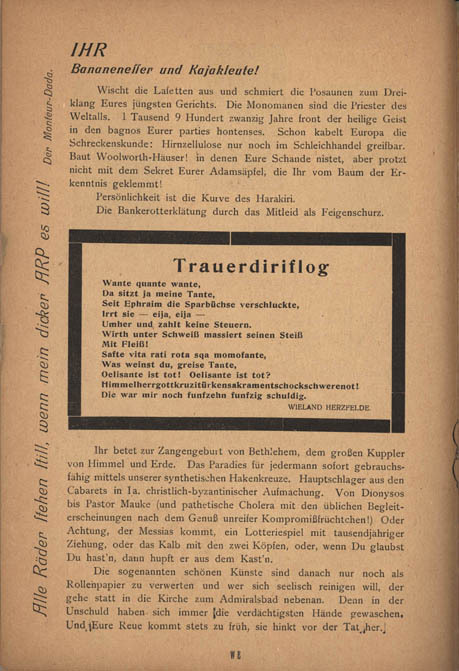 IHR
Bananenesser und Kajakleute!
Wischt die Lafetten aus und schmiert die Posaunen zum Drei-
klang Eures jüngsten Gerichts. Die Monomanen sind die Priester des
Weltalls. 1 Tausend 9 Hundert zwanzig Jahre front der heilige Geist
in den bagnos Eurer parties hontenses. Schon kabelt Europa die
Schreckenskunde: Hirnzellulose nur noch im Schleichhandel greifbar.
Baut Woolworth-Häuser! in denen Eure Schande nistet, aber protzt
nicht mit dem Sekret Eurer Adamsäpfel, die Ihr vom Baum der Er-
kenntnis geklemmt!
Persönlichkeit ist die Kurve des Harakiri.
Die Bankerotterklätung durch das Mitleid als Feigenschurz.
Trauerdiriflog
Wante quante wante,
Da sitzt ja meine Tante,
Seit Ephraim die Sparbüchse verschluckte,
Irrt sie — eija, eija —
Umher und zahlt keine Steuern.
Wirth unter Schweiß massiert seinen Steiß
Mit Fleiß!
Safte vita rati rota sqa momofante,
Was weinst du, greise Tante,
Oelisante ist tot! Oelisante ist tot?
Himmelherrgottkruzitürkensakramentschockschwerenot!
Die war mir noch funfzehn funfzig schuldig.
WIELAND HERZFELDE
Ihr betet zur Zangengeburt von Bethlehem, dem großen Kuppler
von Himmel und Erde. Das Paradies für jedermann sofort gebrauchs-
fähig mittels unserer synthetischen Hakenkreuze. Hauptschlager aus den
Cabarets in Ia. christlich-byzantinischer Aufmachung. Von Dionysos
bis Pastor Mauke (und pathetische Cholera mit den üblichen Begleit-
erscheinungen nach dem Genuß unreifer Kompromißfrüchtchen!) Oder
Achtung, der Messias kommt, ein Lotteriespiel mit tausendjähriger
Ziehung, oder das Kalb mit den zwei Köpfen, oder, wenn Du glaubst
Du hast'n, dann hupft er aus dem Kast'n.
Die sogenannten schönen Künste sind danach nur noch als
Rollenpapier zu verwerten und wer sich seelisch reinigen will, der
gehe statt in die Kirche zum Admiralsbad nebenan. Denn in der
Unschuld haben sich immer die verdächtigsten Hände gewaschen.
Und Eure Reue kommt stets zu früh, sie hinkt vor der Tat her.
Alle Räder stehen still, wenn mein dicker ARP es will!! Der Monteur-Dada.